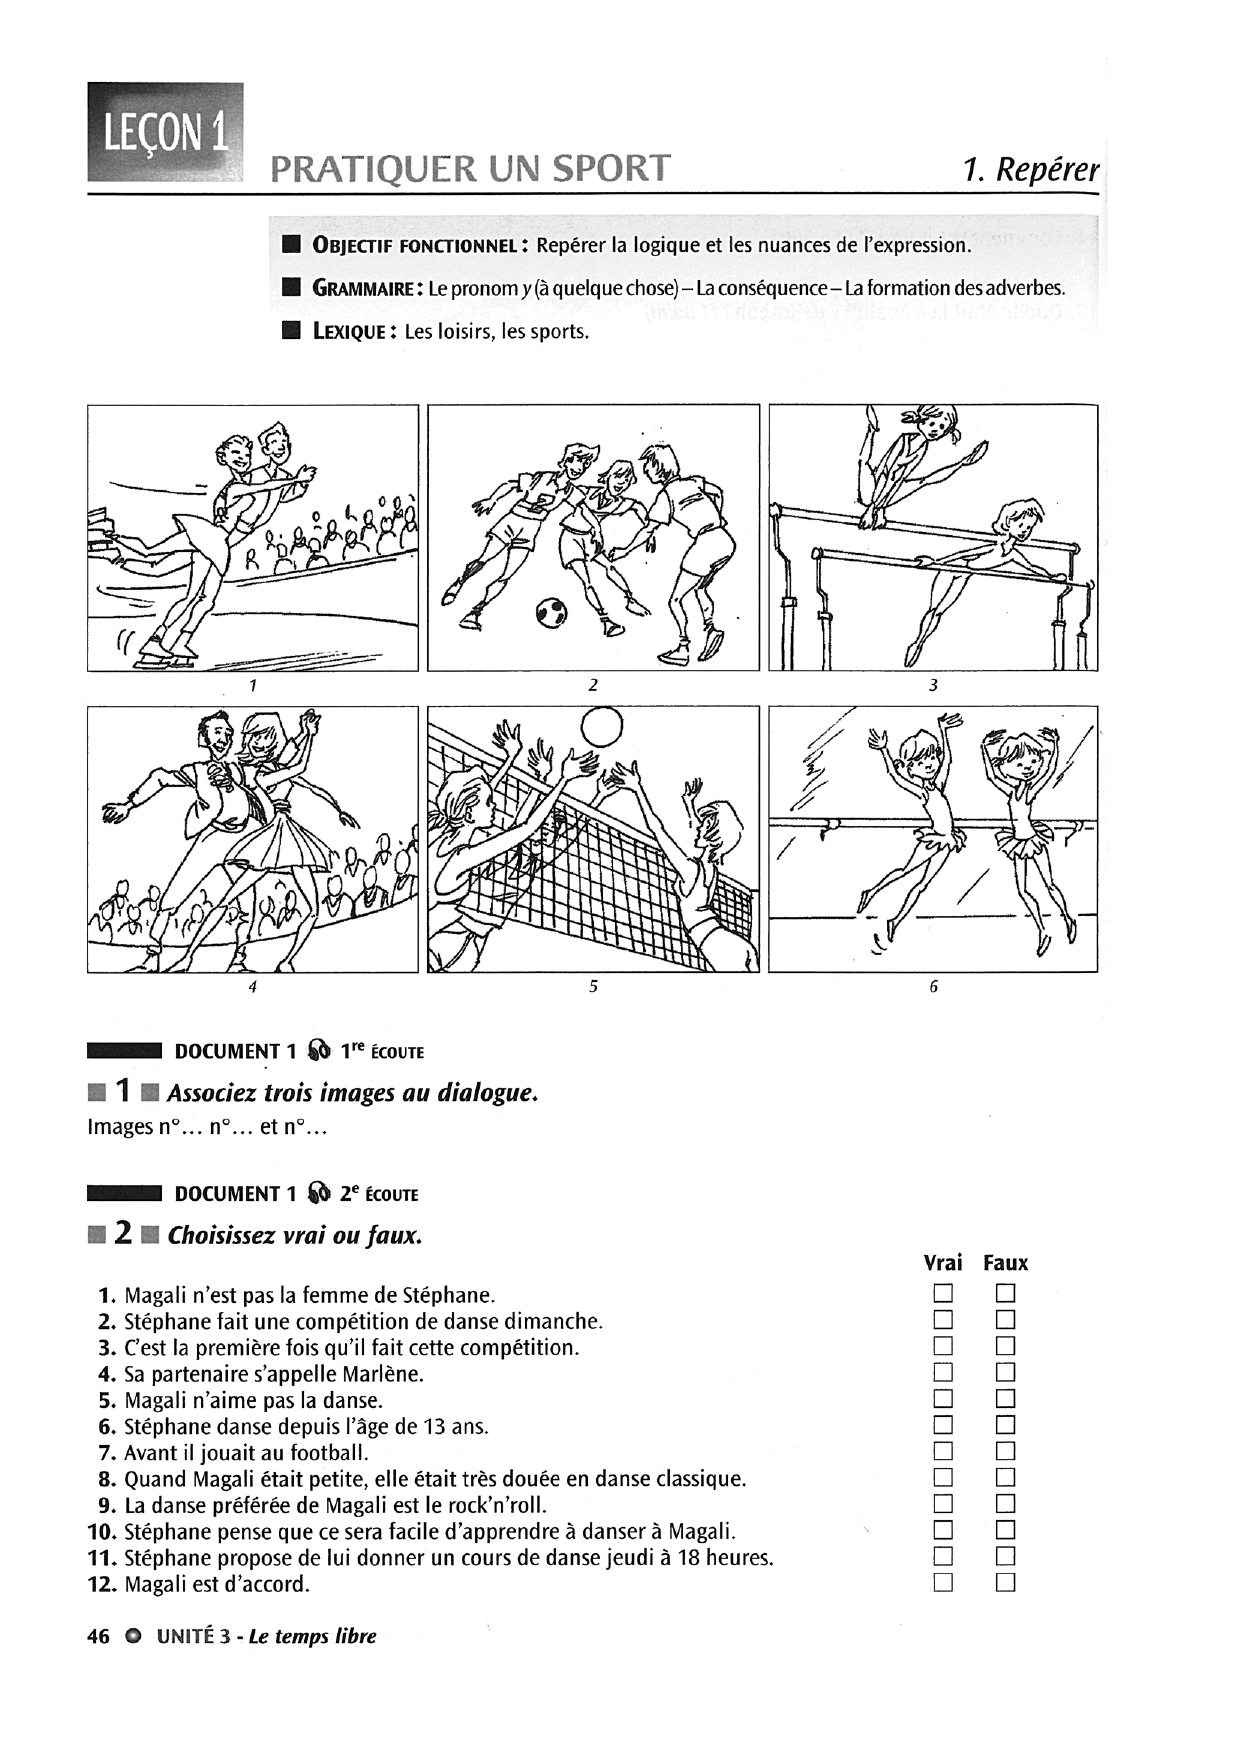 LEÇON 1
PRATIQUER UN SPORT 1. Repérer
■ OBJECTIF FONCTIONNEL : Repérer la logique et les nuances de l'expression.
■ GRAMMAIRE : Le pronom y (à quelque chose) – La conséquence – La formation des adverbes.
■ LEXIQUE : Les loisirs, les sports.
1 2 3
4 5 6
DOCUMENT 1 1re ÉCOUTE
■ 1 ■ Associez trois images au dialogue.
Images n°... n°... et n°...
DOCUMENT 1 2e ÉCOUTE
■ 2 ■ Choisissez vrai ou faux.
Vrai Faux
1. Magali n'est pas la femme de Stéphane. □ □
2. Stéphane fait une compétition de danse dimanche. □ □
3. C'est la première fois qu'il fait cette compétition. □ □
4. Sa partenaire s'appelle Marlène. □ □
5. Magali n'aime pas la danse. □ □
6. Stéphane danse depuis l'âge de 13 ans. □ □
7. Avant il jouait au football. □ □
8. Quand Magali était petite, elle était très douée en danse classique. □ □
9. La danse préférée de Magali est le rock'n'roll. □ □
10. Stéphane pense que ce sera facile d'apprendre à danser à Magali. □ □
11. Stéphane propose de lui donner un cours de danse jeudi à 18 heures. □ □
12. Magali est d'accord. □ □
46 ● UNITÉ 3 - Le temps libre